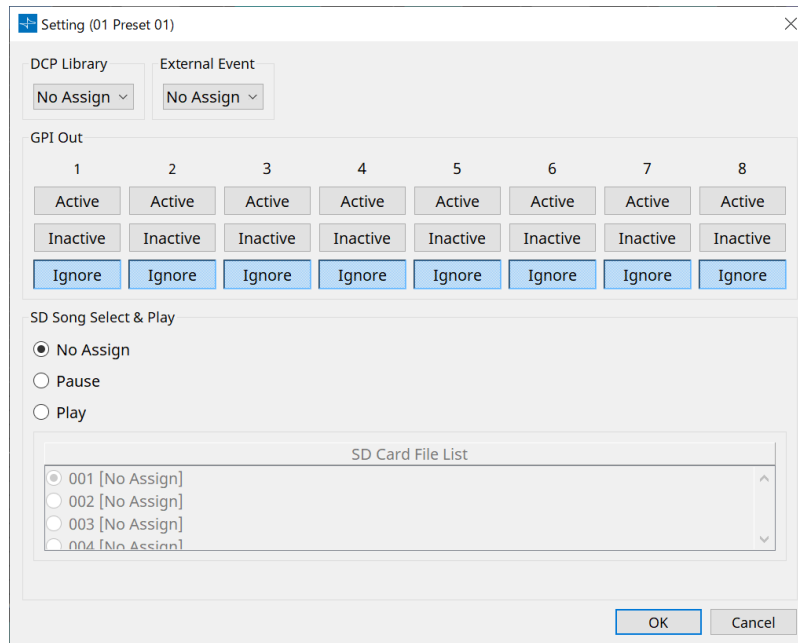 Setting (01 Preset 01)
DCP Library External Event
No Assign No Assign
GPI Out
1 2 3 4 5 6 7 8
Active Active Active Active Active Active Active Active
Inactive Inactive Inactive Inactive Inactive Inactive Inactive Inactive
Ignore Ignore Ignore Ignore Ignore Ignore Ignore Ignore
SD Song Select & Play
No Assign
Pause
Play
SD Card File List
001 [No Assign]
002 [No Assign]
003 [No Assign]
004 [No Assign]
OK Cancel